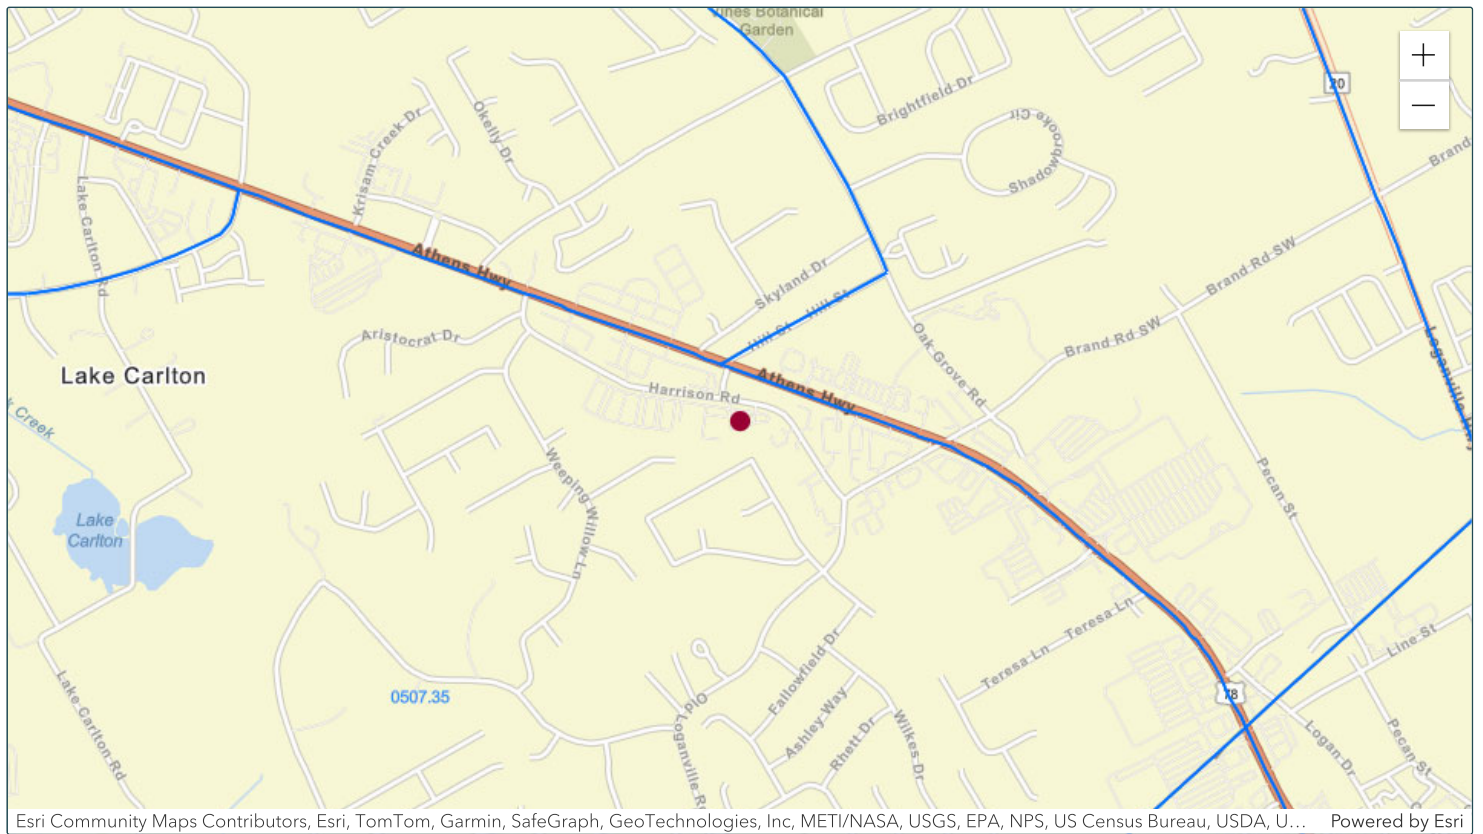 Vines Botanical
Garden
20
Brightfield Dr
Okelly Dr
Krisam Creek Dr
Shadowbrooke Cir
Brand
Lake Carlton Rd
Athens Hwy
Skyland Dr
Hill St
Hill St
Brand Rd SW
Brand Rd SW
Aristocrat Dr
Oak Grove Rd
Loganville Hwy
Lake Carlton
Harrison Rd
Athens Hwy
Creek
Weeping Willow Ln
Pecan St
Lake
Carlton
Teresa Ln
Teresa Ln
Line St
Fallowfield Dr
Lake Carlton Rd
0507.35
78
Old Loganville Rd
Ashley Way
Rhett Dr
Wilkes Dr
Logan Dr
Pecan St
Esri Community Maps Contributors, Esri, TomTom, Garmin, SafeGraph, GeoTechnologies, Inc, METI/NASA, USGS, EPA, NPS, US Census Bureau, USDA, U... Powered by Esri